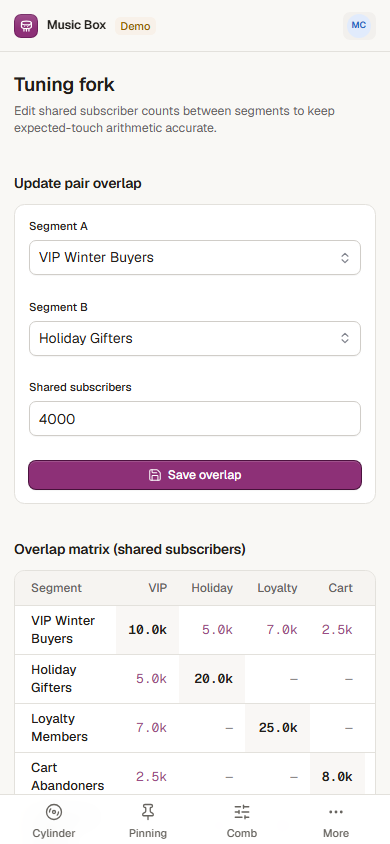 Music Box Demo MC
Tuning fork
Edit shared subscriber counts between segments to keep
expected-touch arithmetic accurate.
Update pair overlap
Segment A
VIP Winter Buyers
Segment B
Holiday Gifters
Shared subscribers
4000
Save overlap
Overlap matrix (shared subscribers)
Segment VIP Holiday Loyalty Cart
VIP Winter
Buyers 10.0k 5.0k 7.0k 2.5k
Holiday
Gifters 5.0k 20.0k – –
Loyalty
Members 7.0k – 25.0k –
Cart
Abandoners 2.5k – – 8.0k
Cylinder Pinning Comb More